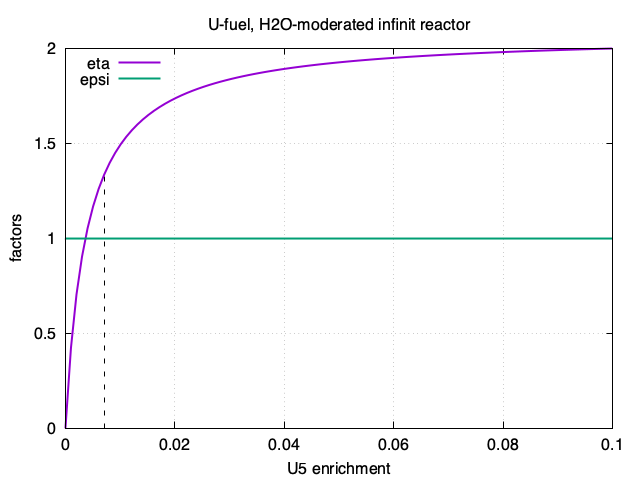 U-fuel, H2O-moderated infinit reactor
eta
epsi
2
1.5
1
0.5
0
factors
0 0.02 0.04 0.06 0.08 0.1
U5 enrichment